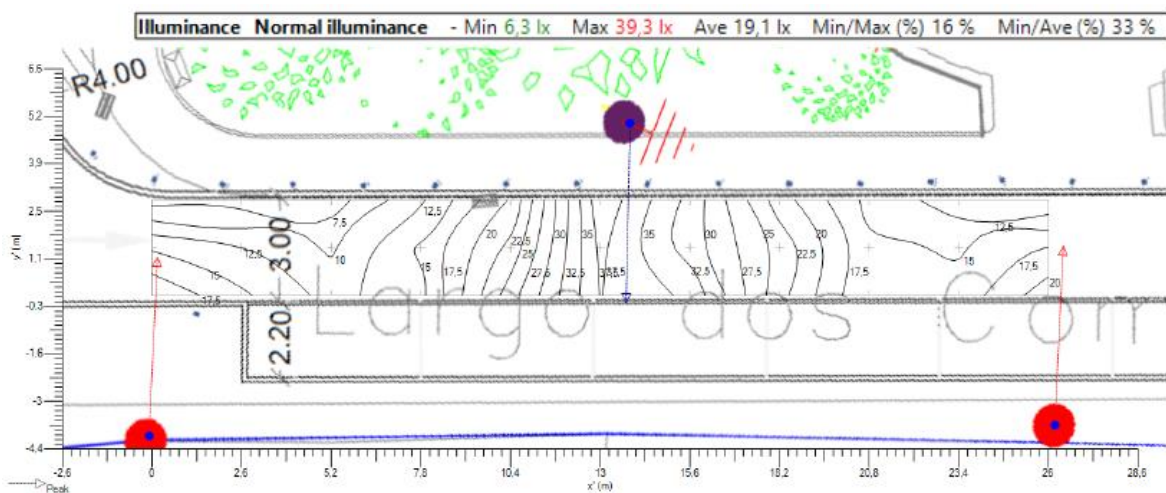 Illuminance Normal illuminance - Min 6,3 lx Max 39,3 lx Ave 19,1 lx Min/Max (%) 16 % Min/Ave (%) 33 %
6.6
R4.00
5.2
3.9
2.5
7,5 12,5 20 30 35 35 30 25 20 12,5
22,5
1.1
12,5 10 15 25 22,5 15
15 17,5 27,5 32,5 32,5 27,5 17,5 17,5
17,5 20
3.00
-0.3
Largo dos Com
2.20
-1.6
-3
-4.4
-2.6 0 2.6 5.2 7.8 10.4 13 15.6 18.2 20.8 23.4 26 28.6
y' (m)
x' (m)
Peak